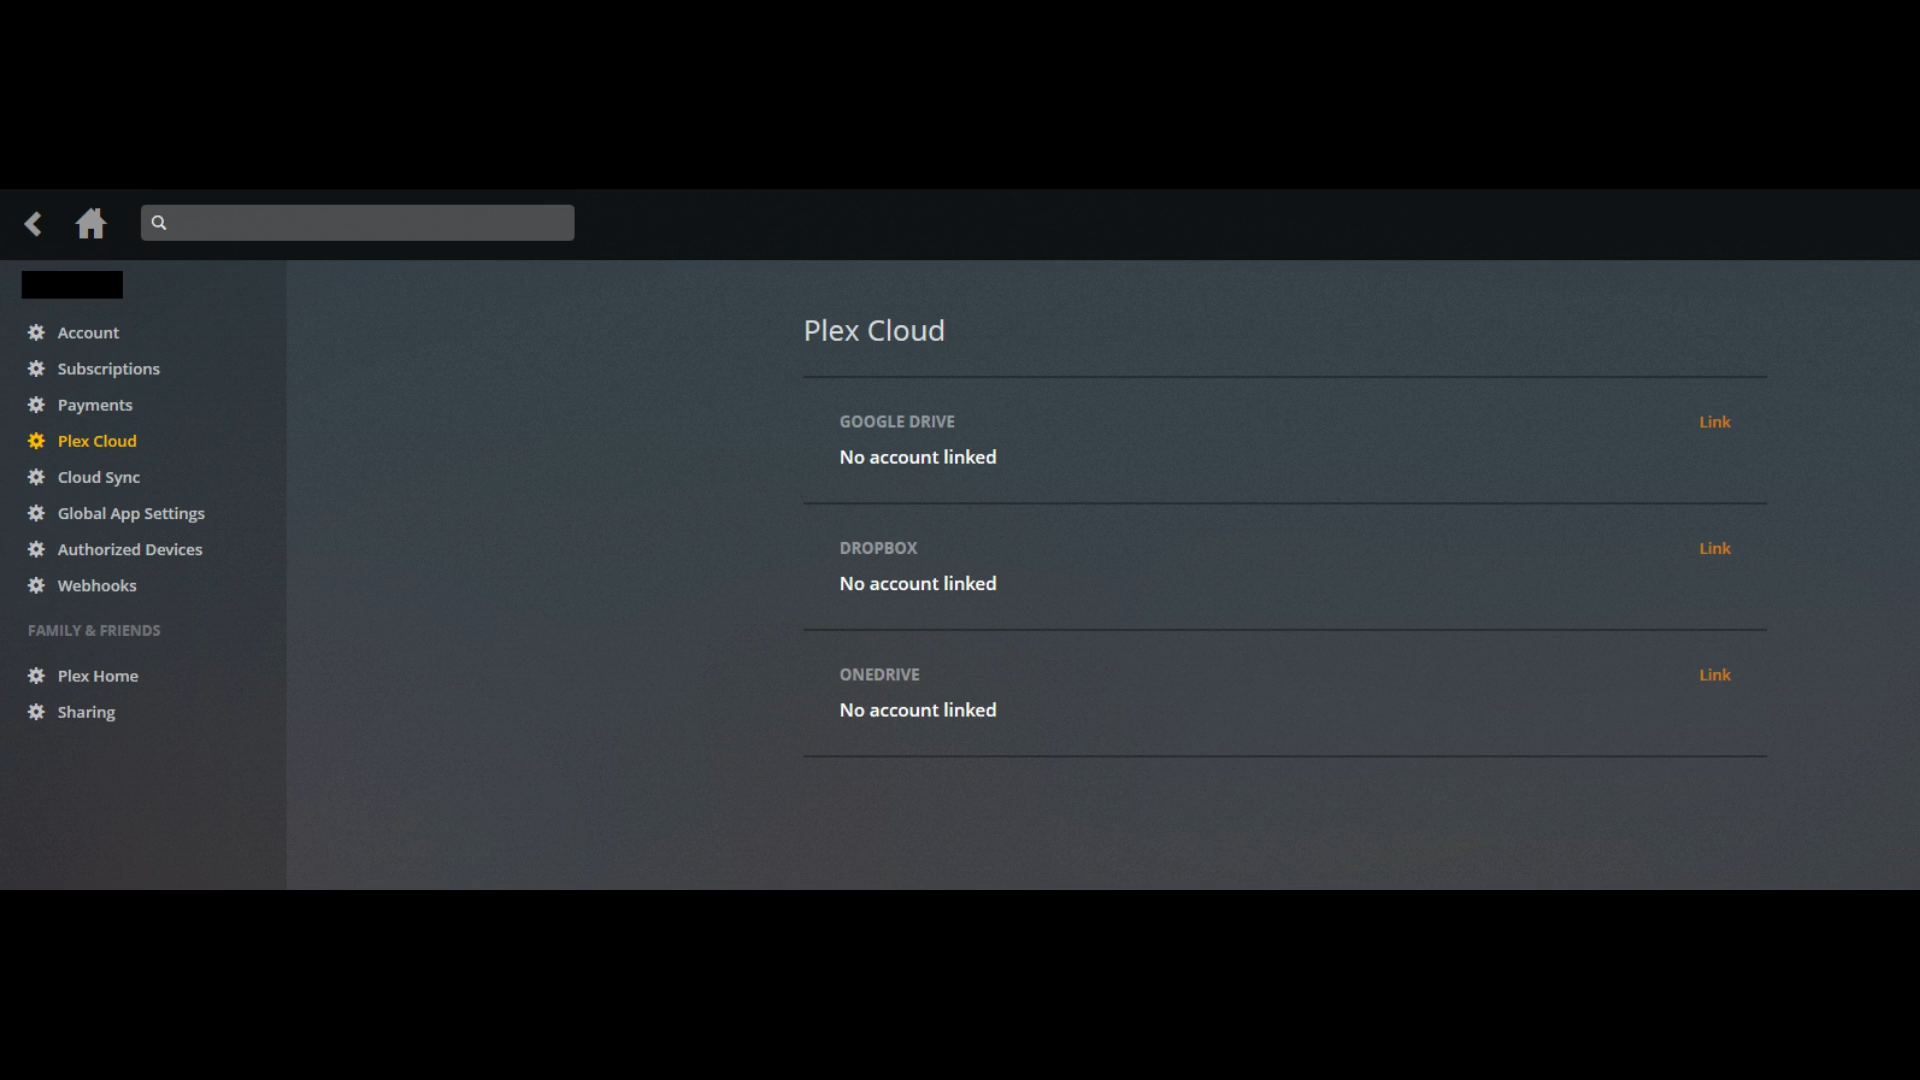 Account
Subscriptions
Payments
Plex Cloud
Cloud Sync
Global App Settings
Authorized Devices
Webhooks
FAMILY & FRIENDS
Plex Home
Sharing
Plex Cloud
GOOGLE DRIVE
Link
No account linked
DROPBOX
Link
No account linked
ONEDRIVE
Link
No account linked